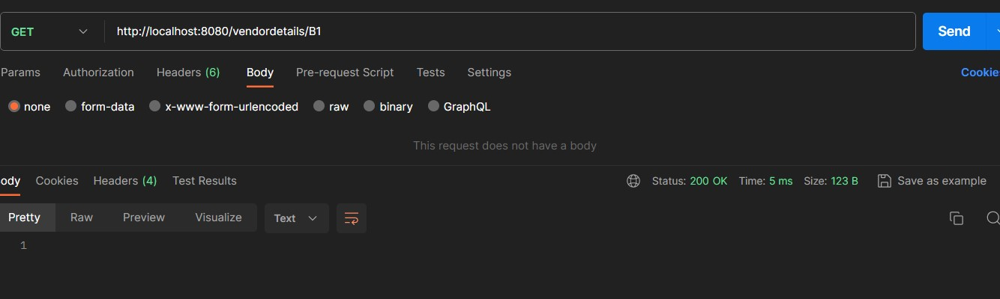 GET http://localhost:8080/vendordetails/B1 Send
Params Authorization Headers (6) Body Pre-request Script Tests Settings Cookies
none form-data x-www-form-urlencoded raw binary GraphQL
This request does not have a body
ody Cookies Headers (4) Test Results Status: 200 OK Time: 5 ms Size: 123 B Save as example
Pretty Raw Preview Visualize Text
1